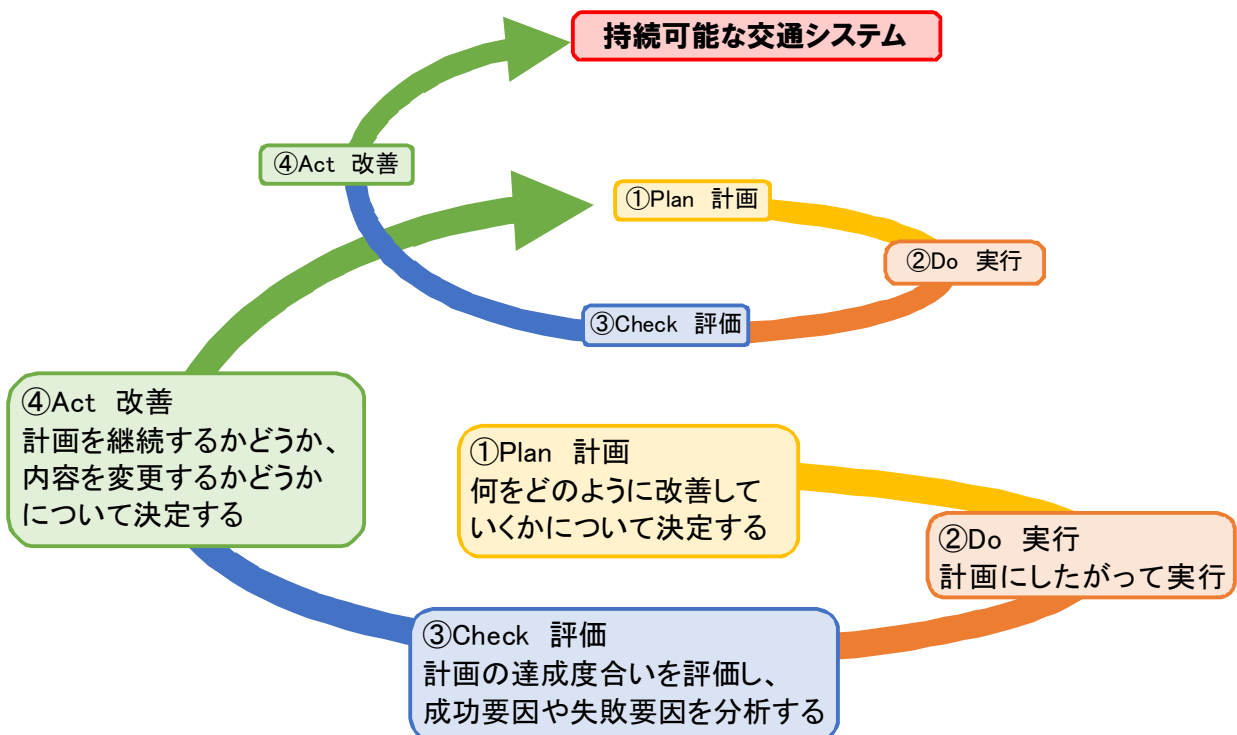 持続可能な交通システム
④Act 改善
①Plan 計画
②Do 実行
③Check 評価
④Act 改善
計画を継続するかどうか、
内容を変更するかどうか
について決定する
①Plan 計画
何をどのように改善して
いくかについて決定する
②Do 実行
計画にしたがって実行
③Check 評価
計画の達成度合いを評価し、
成功要因や失敗要因を分析する